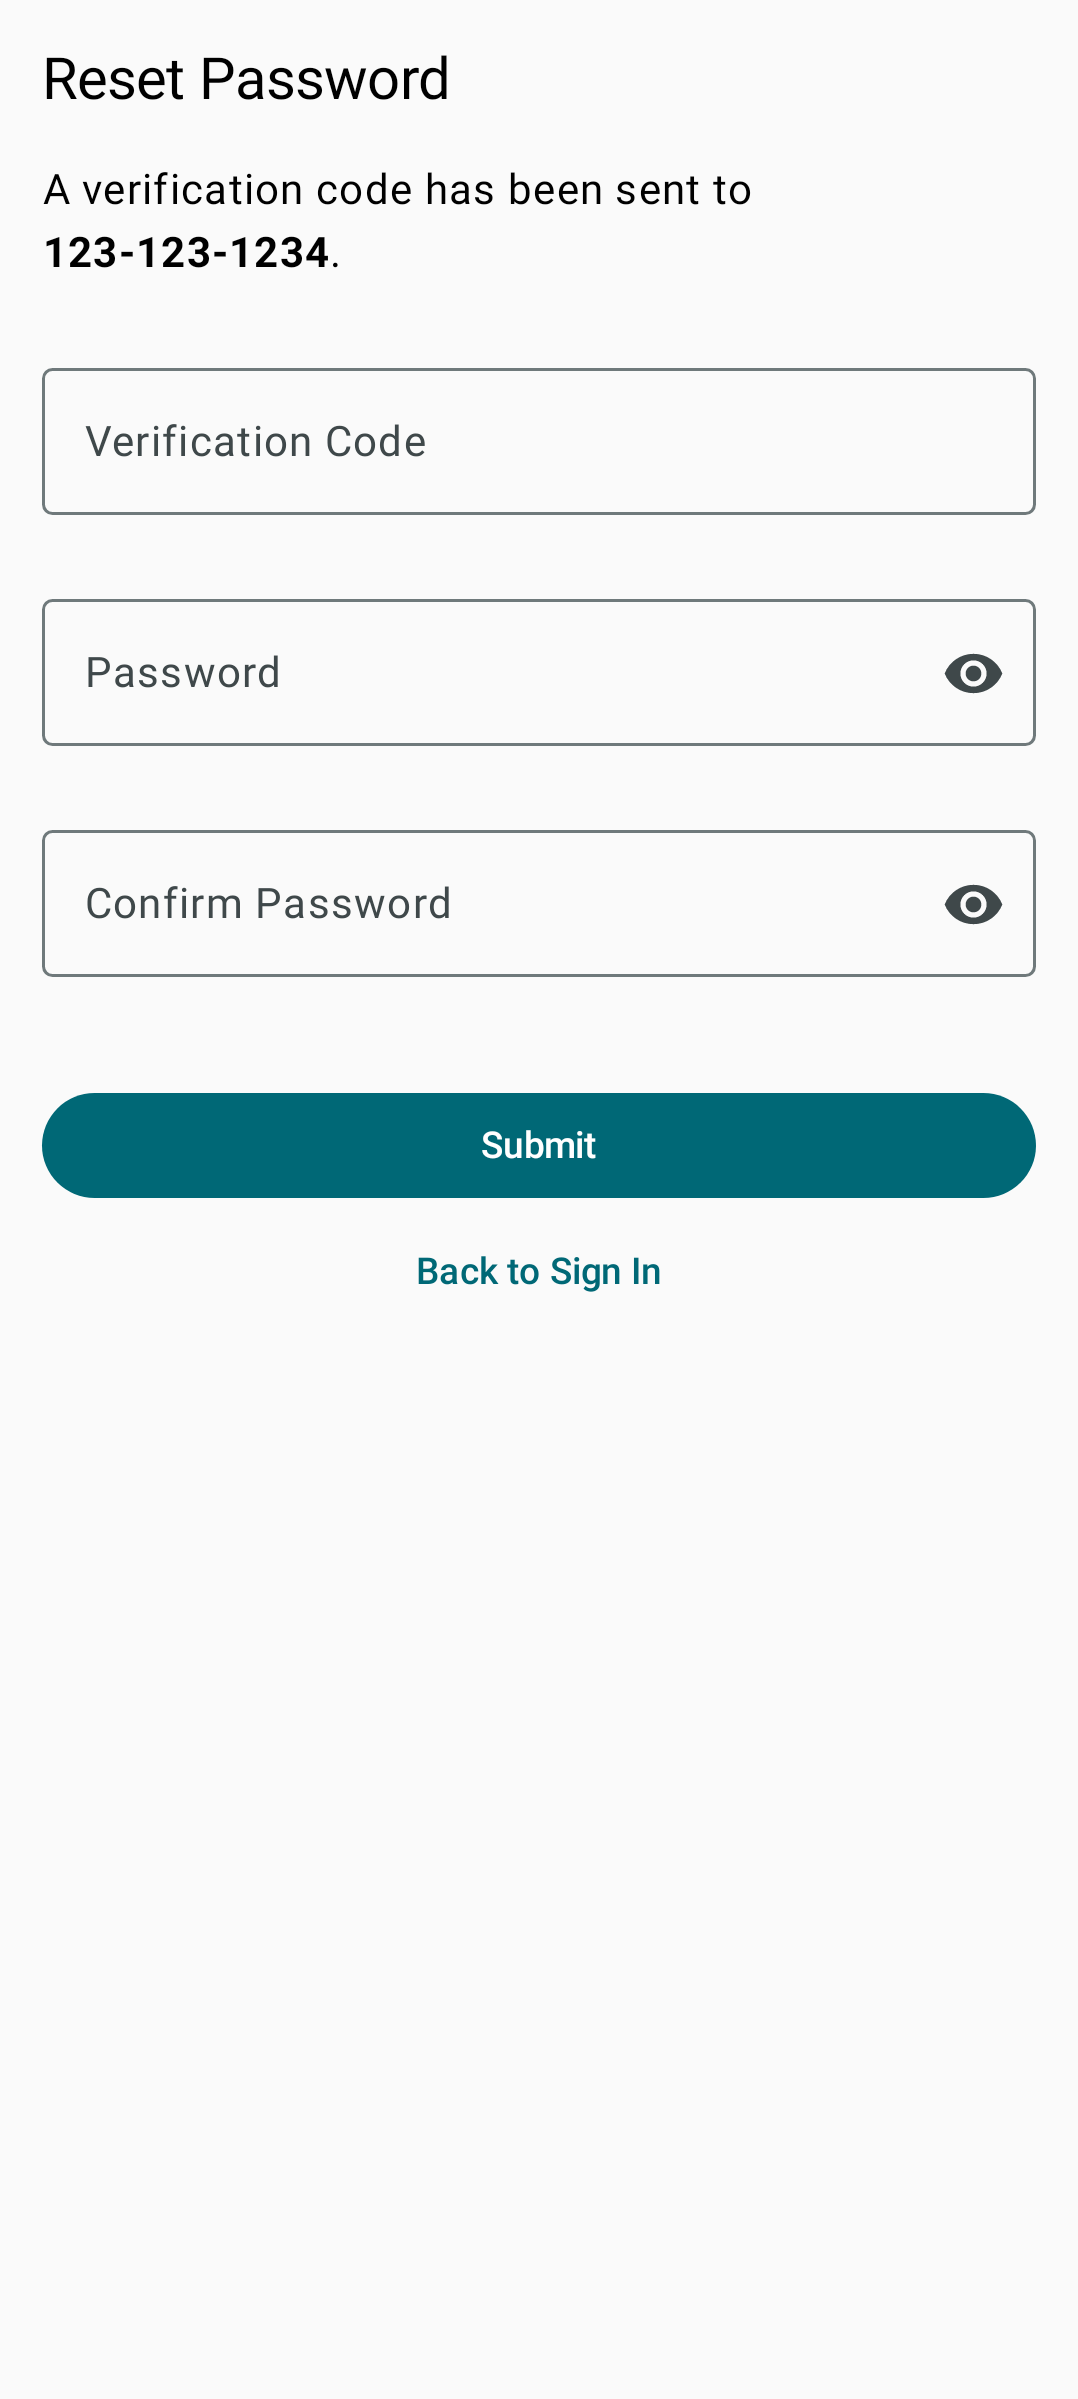 Reset Password
A verification code has been sent to
123-123-1234.
Verification Code
Password
Confirm Password
Submit
Back to Sign In